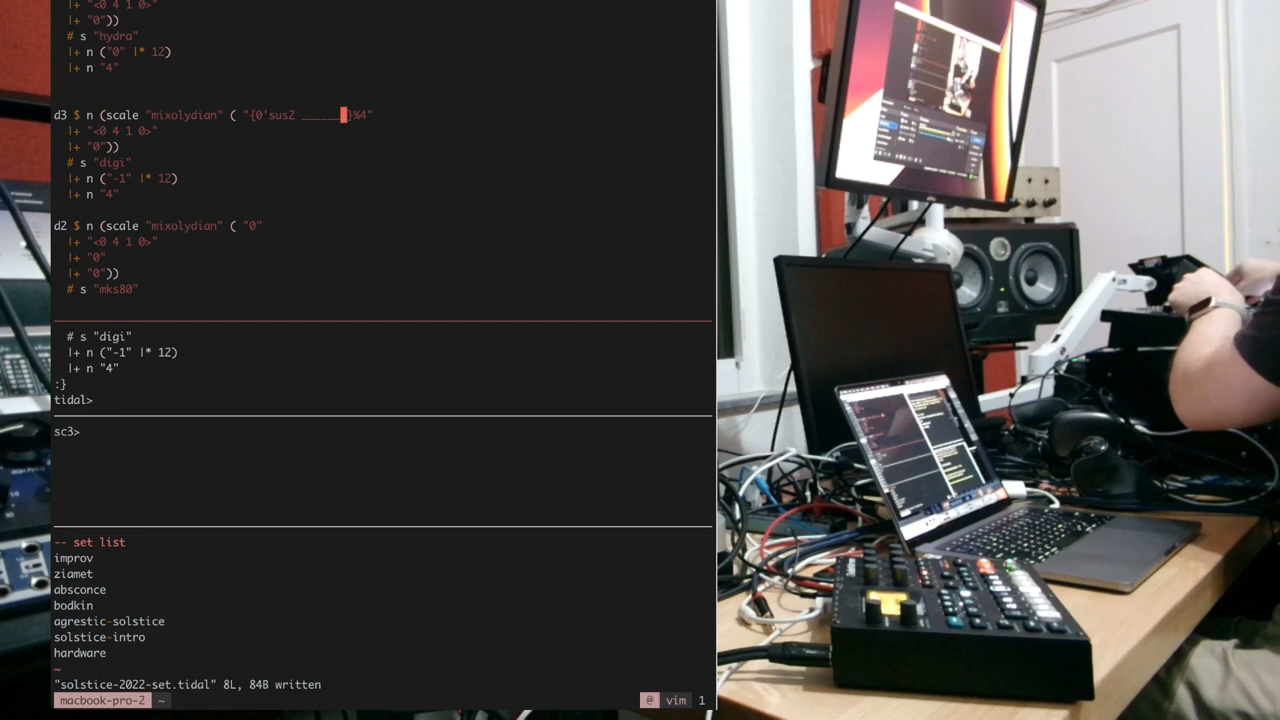 |+ "<0 4 1 0>"
|+ "0"))
# s "hydra"
|+ n ("0" |* 12)
|+ n "4"
d3 $ n (scale "mixolydian" ( "{0'sus2 ______ }%4"
|+ "<0 4 1 0>"
|+ "0"))
# s "digi"
|+ n ("-1" |* 12)
|+ n "4"
d2 $ n (scale "mixolydian" ( "0"
|+ "<0 4 1 0>"
|+ "0"
|+ "0"))
# s "mks80"
# s "digi"
|+ n ("-1" |* 12)
|+ n "4"
:}
tidal>
sc3>
-- set list
improv
ziamet
absconce
bodkin
agrestic-solstice
solstice-intro
hardware
~
"solstice-2022-set.tidal" 8L, 84B written
macbook-pro-2 ~ @ vim 1